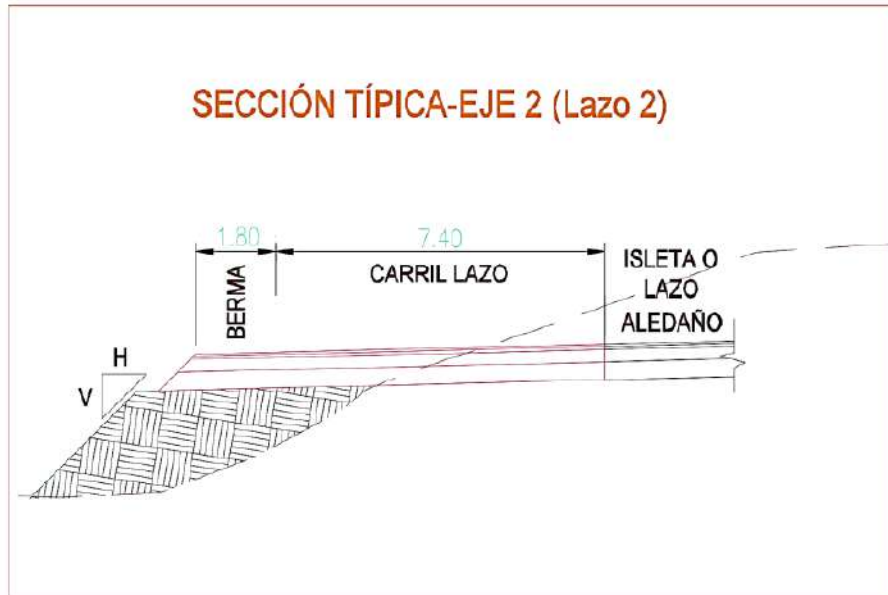 SECCIÓN TÍPICA-EJE 2 (Lazo 2)
1.80
7.40
BERMA
CARRIL LAZO
ISLETA O
LAZO
ALEDAÑO
H
V